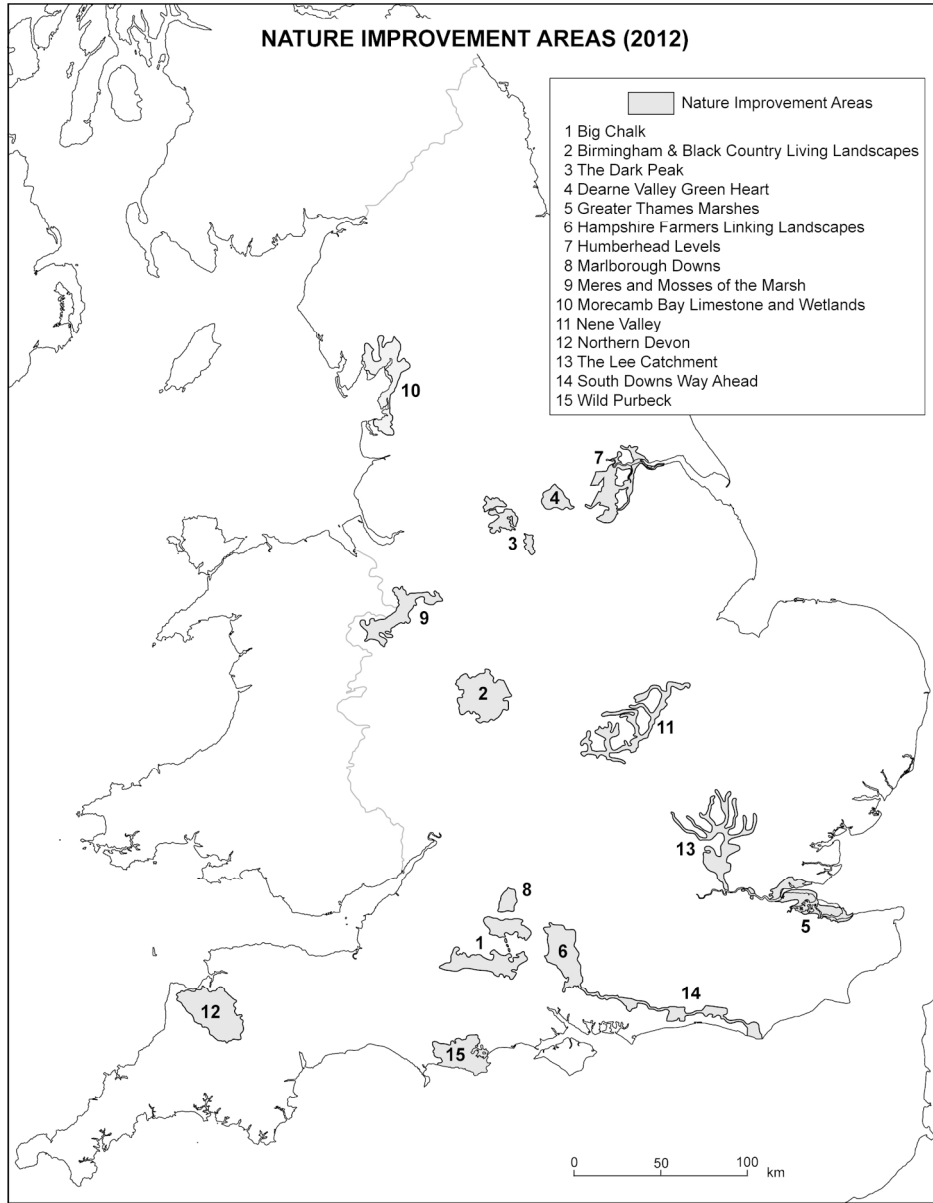 NATURE IMPROVEMENT AREAS (2012)
Nature Improvement Areas
1 Big Chalk
2 Birmingham & Black Country Living Landscapes
3 The Dark Peak
4 Dearne Valley Green Heart
5 Greater Thames Marshes
6 Hampshire Farmers Linking Landscapes
7 Humberhead Levels
8 Marlborough Downs
9 Meres and Mosses of the Marsh
10 Morecamb Bay Limestone and Wetlands
11 Nene Valley
12 Northern Devon
13 The Lee Catchment
14 South Downs Way Ahead
15 Wild Purbeck
10
7
4
3
9
2
11
13
8
5
1
6
14
12
15
0 50 100
km